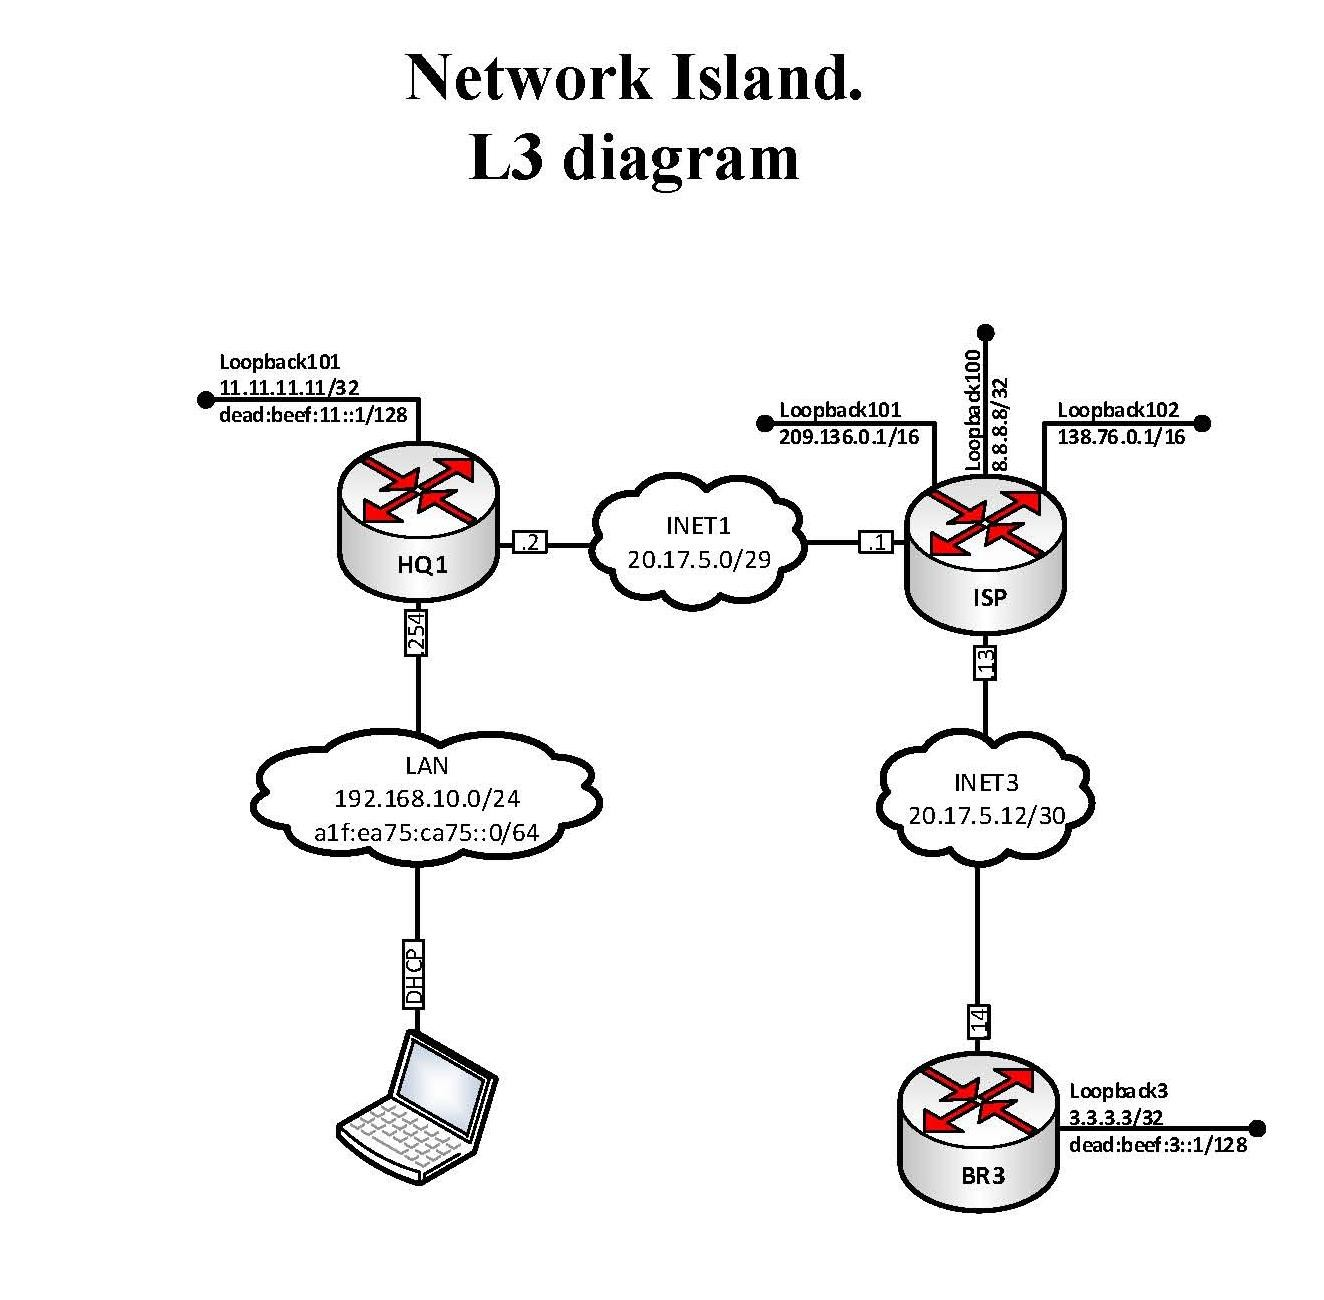 Network Island.
L3 diagram
Loopback101
11.11.11.11/32
dead:beef:11::1/128
Loopback101
209.136.0.1/16
Loopback100
8.8.8.8/32
Loopback102
138.76.0.1/16
HQ1
.2
INET1
20.17.5.0/29
.1
ISP
.254
.13
LAN
192.168.10.0/24
a1f:ea75:ca75::0/64
INET3
20.17.5.12/30
DHCP
.14
BR3
Loopback3
3.3.3.3/32
dead:beef:3::1/128